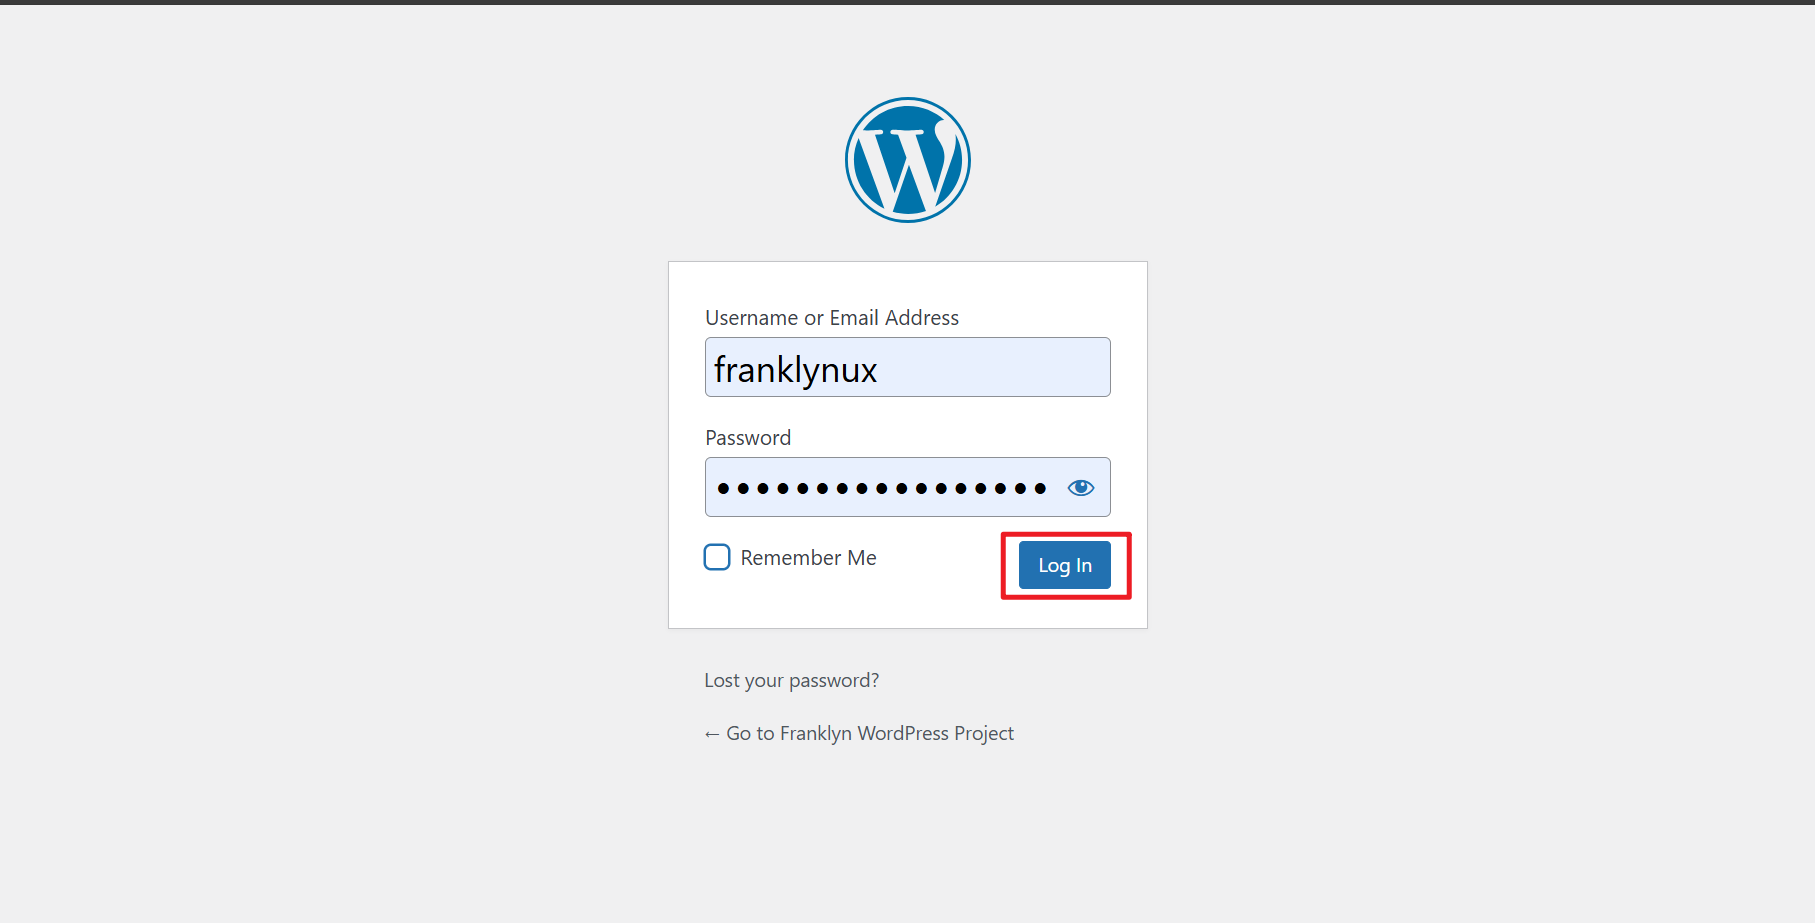 Username or Email Address
franklynux
Password
•••••••••••••••••
Remember Me
Log In
Lost your password?
← Go to Franklyn WordPress Project